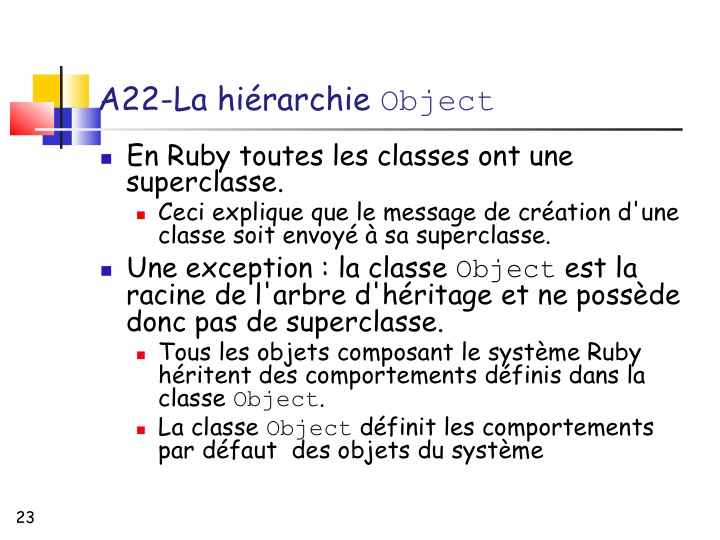 A22-La hiérarchie Object
En Ruby toutes les classes ont une
superclasse.
Ceci explique que le message de création d'une
classe soit envoyé à sa superclasse.
Une exception : la classe Object est la
racine de l'arbre d'héritage et ne possède
donc pas de superclasse.
Tous les objets composant le système Ruby
héritent des comportements définis dans la
classe Object.
La classe Object définit les comportements
par défaut  des objets du système
23